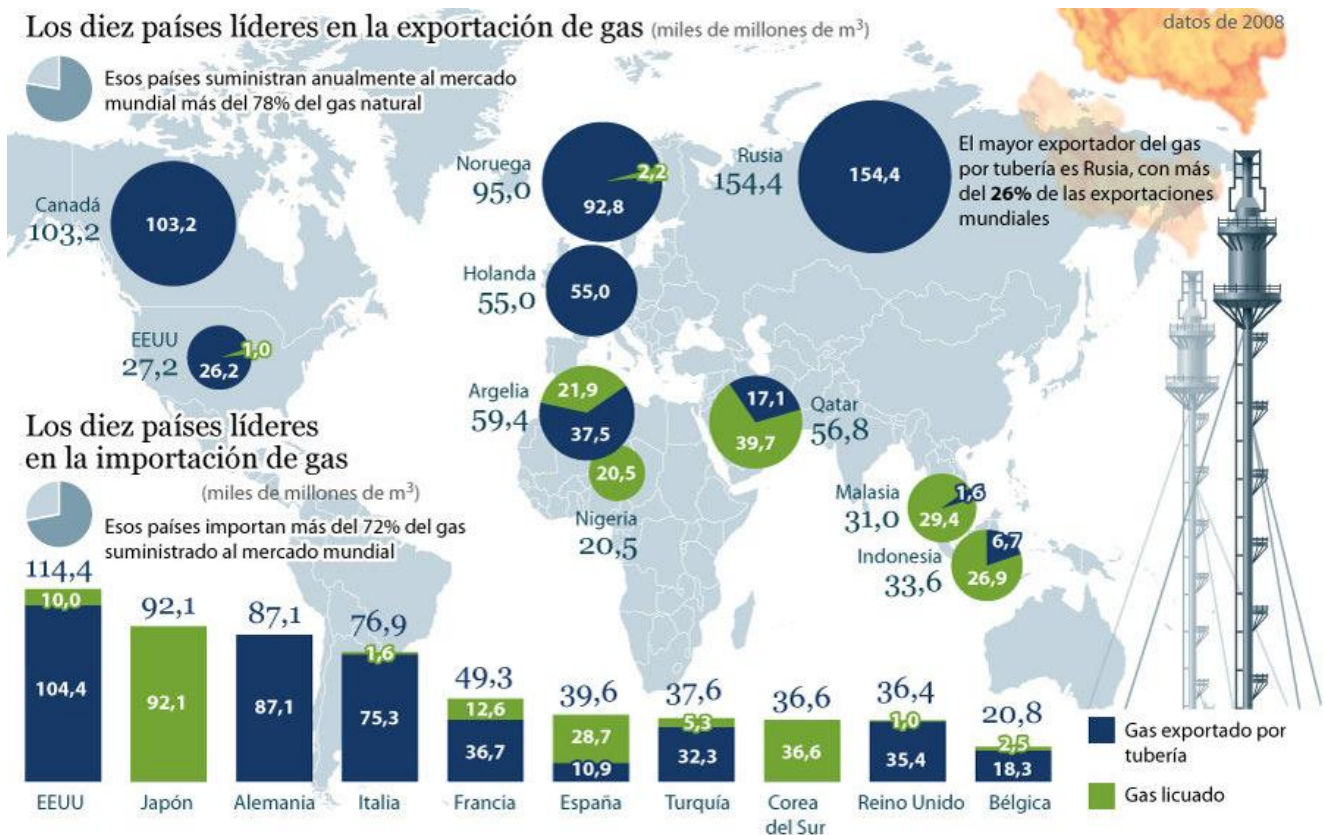 Los diez países líderes en la exportación de gas (miles de millones de m³)
datos de 2008
Esos países suministran anualmente al mercado
mundial más del 78% del gas natural
Canadá
103,2
103,2
EEUU
27,2
1,0
26,2
Noruega
95,0
2,2
92,8
Holanda
55,0
55,0
Rusia
154,4
154,4
El mayor exportador del gas
por tubería es Rusia, con más
del 26% de las exportaciones
mundiales
Argelia
59,4
21,9
37,5
Nigeria
20,5
20,5
Qatar
56,8
17,1
39,7
Malasia
31,0
1,6
29,4
Indonesia
33,6
6,7
26,9
Los diez países líderes
en la importación de gas
(miles de millones de m³)
Esos países importan más del 72% del gas
suministrado al mercado mundial
114,4
10,0
104,4
EEUU
92,1
92,1
Japón
87,1
87,1
Alemania
76,9
1,6
75,3
Italia
49,3
12,6
36,7
Francia
39,6
28,7
10,9
España
37,6
5,3
32,3
Turquía
36,6
36,6
Corea
del Sur
36,4
1,0
35,4
Reino Unido
20,8
2,5
18,3
Bélgica
Gas exportado por
tubería
Gas licuado